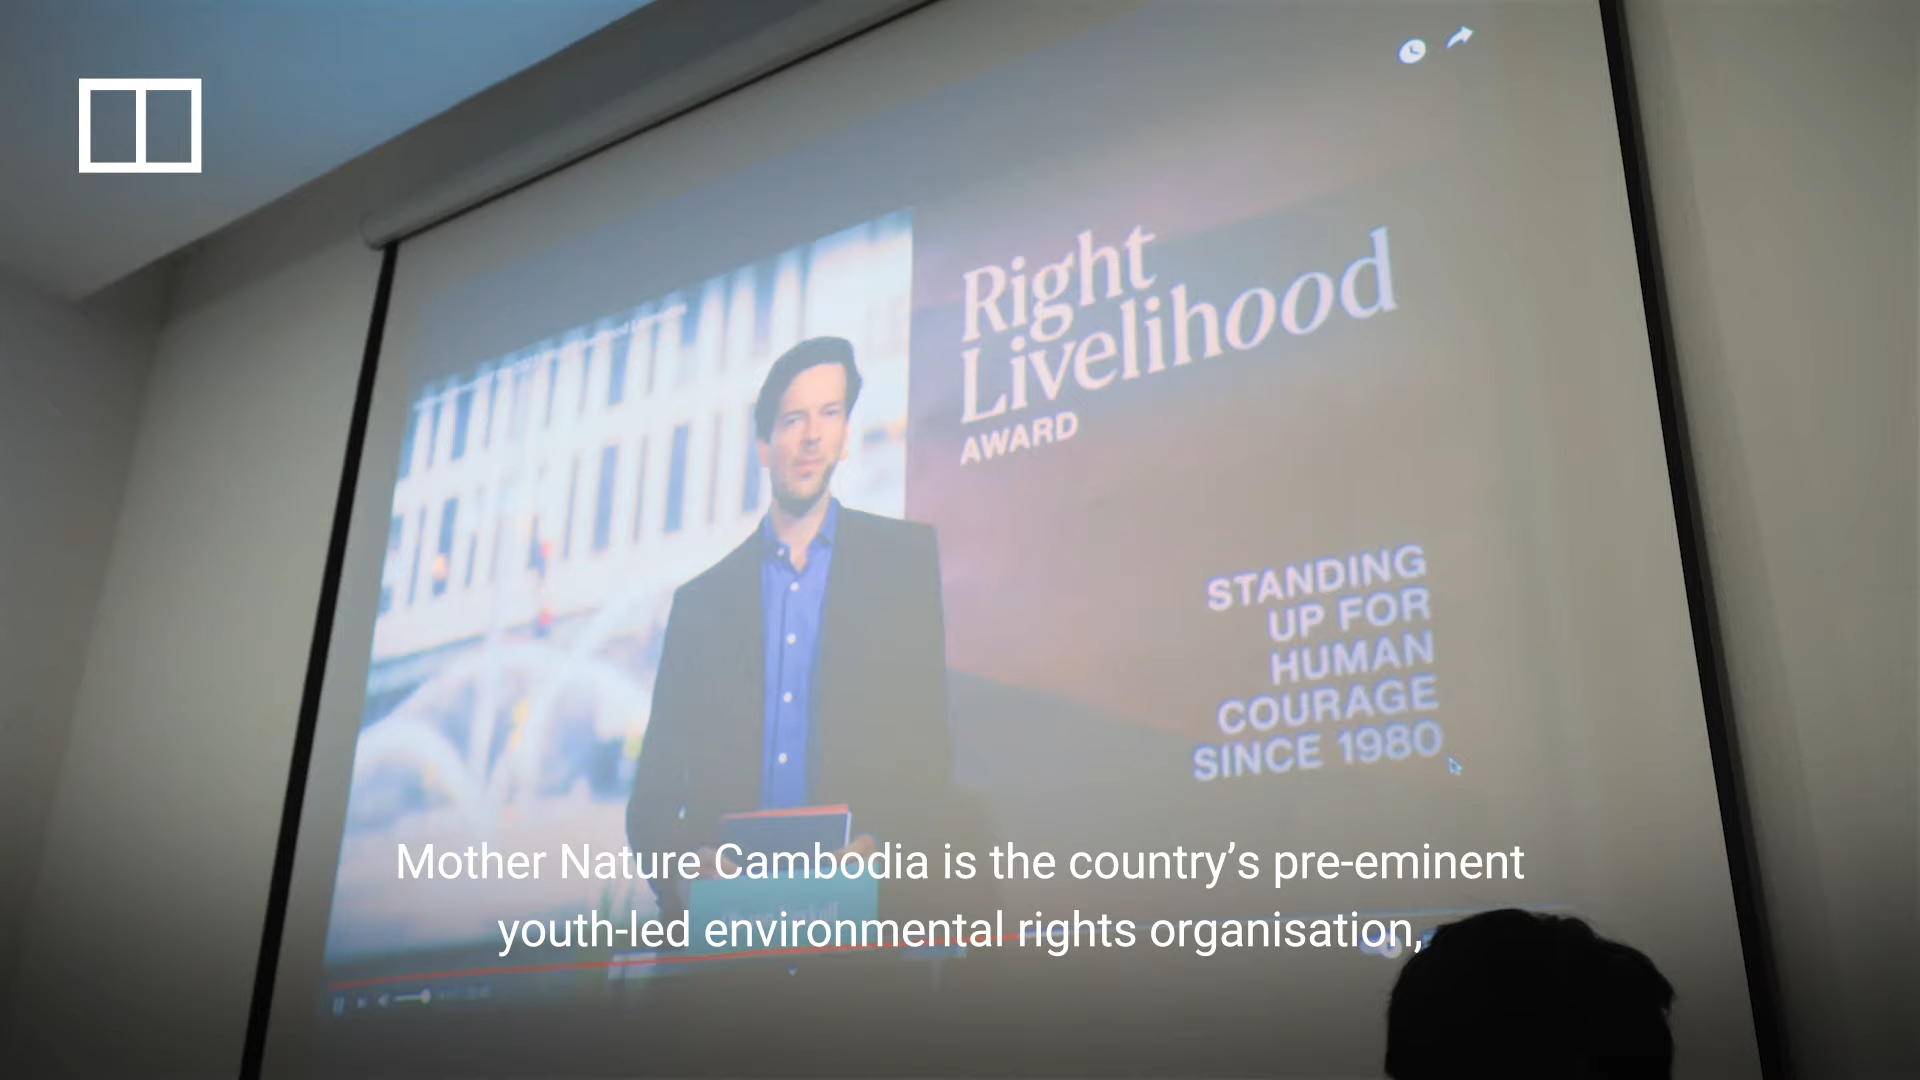 Right
Livelihood
AWARD
STANDING
UP FOR
HUMAN
COURAGE
SINCE 1980
Mother Nature Cambodia is the country’s pre-eminent
youth-led environmental rights organisation,